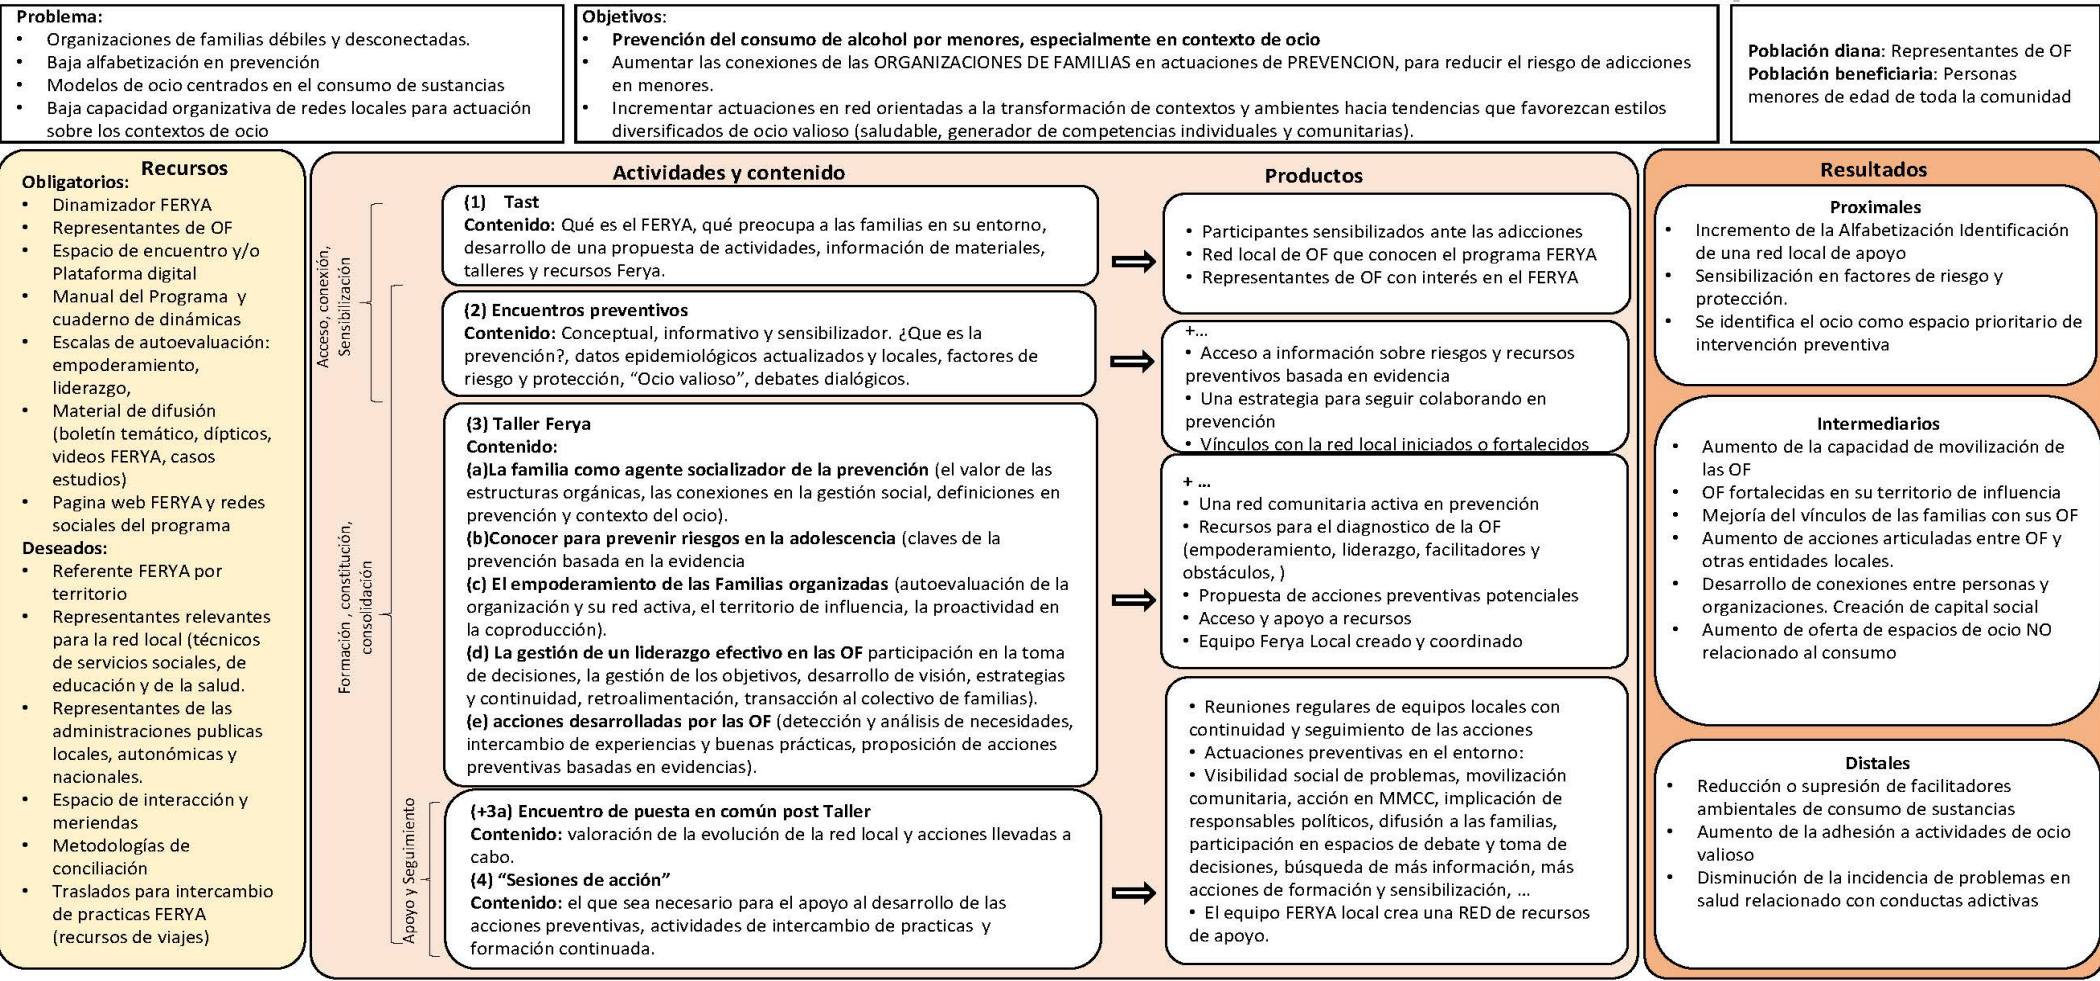 Problema:
• Organizaciones de familias débiles y desconectadas.
• Baja alfabetización en prevención
• Modelos de ocio centrados en el consumo de sustancias
• Baja capacidad organizativa de redes locales para actuación
sobre los contextos de ocio
Objetivos:
• Prevención del consumo de alcohol por menores, especialmente en contexto de ocio
• Aumentar las conexiones de las ORGANIZACIONES DE FAMILIAS en actuaciones de PREVENCION, para reducir el riesgo de adicciones
en menores.
• Incrementar actuaciones en red orientadas a la transformación de contextos y ambientes hacia tendencias que favorezcan estilos
diversificados de ocio valioso (saludable, generador de competencias individuales y comunitarias).
Población diana: Representantes de OF
Población beneficiaria: Personas
menores de edad de toda la comunidad
Recursos
Obligatorios:
• Dinamizador FERYA
• Representantes de OF
• Espacio de encuentro y/o
Plataforma digital
• Manual del Programa y
cuaderno de dinámicas
• Escalas de autoevaluación:
empoderamiento,
liderazgo,
• Material de difusión
(boletín temático, dípticos,
videos FERYA, casos
estudios)
• Pagina web FERYA y redes
sociales del programa
Deseados:
• Referente FERYA por
territorio
• Representantes relevantes
para la red local (técnicos
de servicios sociales, de
educación y de la salud.
• Representantes de las
administraciones publicas
locales, autonómicas y
nacionales.
• Espacio de interacción y
meriendas
• Metodologías de
conciliación
• Traslados para intercambio
de practicas FERYA
(recursos de viajes)
Actividades y contenido
Acceso, conexión,
Sensibilización
Formación , constitución,
consolidación
Apoyo y Seguimiento
(1) Tast
Contenido: Qué es el FERYA, qué preocupa a las familias en su entorno,
desarrollo de una propuesta de actividades, información de materiales,
talleres y recursos Ferya.
(2) Encuentros preventivos
Contenido: Conceptual, informativo y sensibilizador. ¿Que es la
prevención?, datos epidemiológicos actualizados y locales, factores de
riesgo y protección, “Ocio valioso”, debates dialógicos.
(3) Taller Ferya
Contenido:
(a)La familia como agente socializador de la prevención (el valor de las
estructuras orgánicas, las conexiones en la gestión social, definiciones en
prevención y contexto del ocio).
(b)Conocer para prevenir riesgos en la adolescencia (claves de la
prevención basada en la evidencia
(c) El empoderamiento de las Familias organizadas (autoevaluación de la
organización y su red activa, el territorio de influencia, la proactividad en
la coproducción).
(d) La gestión de un liderazgo efectivo en las OF participación en la toma
de decisiones, la gestión de los objetivos, desarrollo de visión, estrategias
y continuidad, retroalimentación, transacción al colectivo de familias).
(e) acciones desarrolladas por las OF (detección y análisis de necesidades,
intercambio de experiencias y buenas prácticas, proposición de acciones
preventivas basadas en evidencias).
(+3a) Encuentro de puesta en común post Taller
Contenido: valoración de la evolución de la red local y acciones llevadas a
cabo.
(4) “Sesiones de acción”
Contenido: el que sea necesario para el apoyo al desarrollo de las
acciones preventivas, actividades de intercambio de practicas y
formación continuada.
Productos
• Participantes sensibilizados ante las adicciones
• Red local de OF que conocen el programa FERYA
• Representantes de OF con interés en el FERYA
+...
• Acceso a información sobre riesgos y recursos
preventivos basada en evidencia
• Una estrategia para seguir colaborando en
prevención
• Vínculos con la red local iniciados o fortalecidos
+ ...
• Una red comunitaria activa en prevención
• Recursos para el diagnostico de la OF
(empoderamiento, liderazgo, facilitadores y
obstáculos, )
• Propuesta de acciones preventivas potenciales
• Acceso y apoyo a recursos
• Equipo Ferya Local creado y coordinado
• Reuniones regulares de equipos locales con
continuidad y seguimiento de las acciones
• Actuaciones preventivas en el entorno:
• Visibilidad social de problemas, movilización
comunitaria, acción en MMCC, implicación de
responsables políticos, difusión a las familias,
participación en espacios de debate y toma de
decisiones, búsqueda de más información, más
acciones de formación y sensibilización, ...
• El equipo FERYA local crea una RED de recursos
de apoyo.
Resultados
Proximales
• Incremento de la Alfabetización Identificación
de una red local de apoyo
• Sensibilización en factores de riesgo y
protección.
• Se identifica el ocio como espacio prioritario de
intervención preventiva
Intermediarios
• Aumento de la capacidad de movilización de
las OF
• OF fortalecidas en su territorio de influencia
• Mejoría del vínculos de las familias con sus OF
• Aumento de acciones articuladas entre OF y
otras entidades locales.
• Desarrollo de conexiones entre personas y
organizaciones. Creación de capital social
• Aumento de oferta de espacios de ocio NO
relacionado al consumo
Distales
• Reducción o supresión de facilitadores
ambientales de consumo de sustancias
• Aumento de la adhesión a actividades de ocio
valioso
• Disminución de la incidencia de problemas en
salud relacionado con conductas adictivas